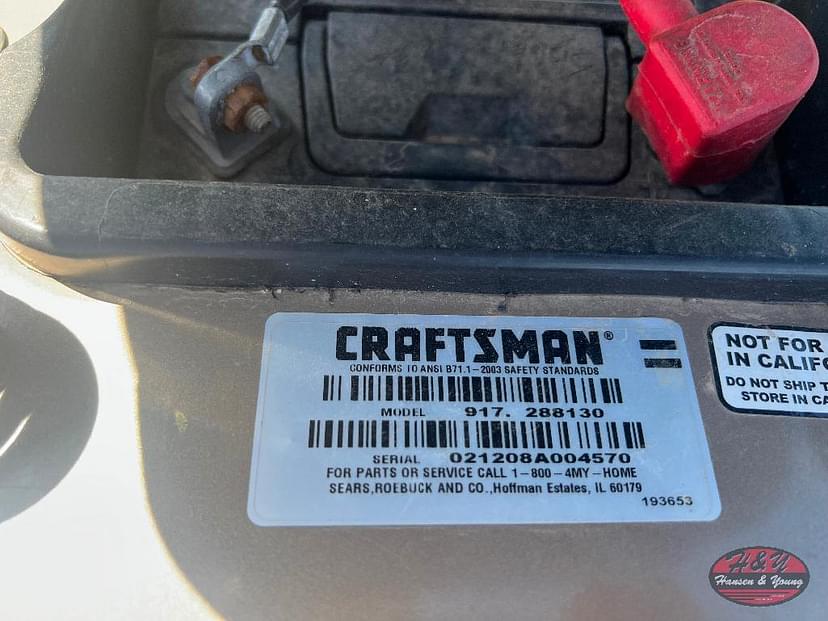 CRAFTSMAN®
CONFORMS TO ANSI B71.1-2003 SAFETY STANDARDS
MODEL 917. 288130
SERIAL 021208A004570
FOR PARTS OR SERVICE CALL 1-800-4MY-HOME
SEARS,ROEBUCK AND CO.,Hoffman Estates, IL 60179
193653
NOT FOR
IN CALIFO
DO NOT SHIP T
STORE IN CA
H&Y
Hansen & Young